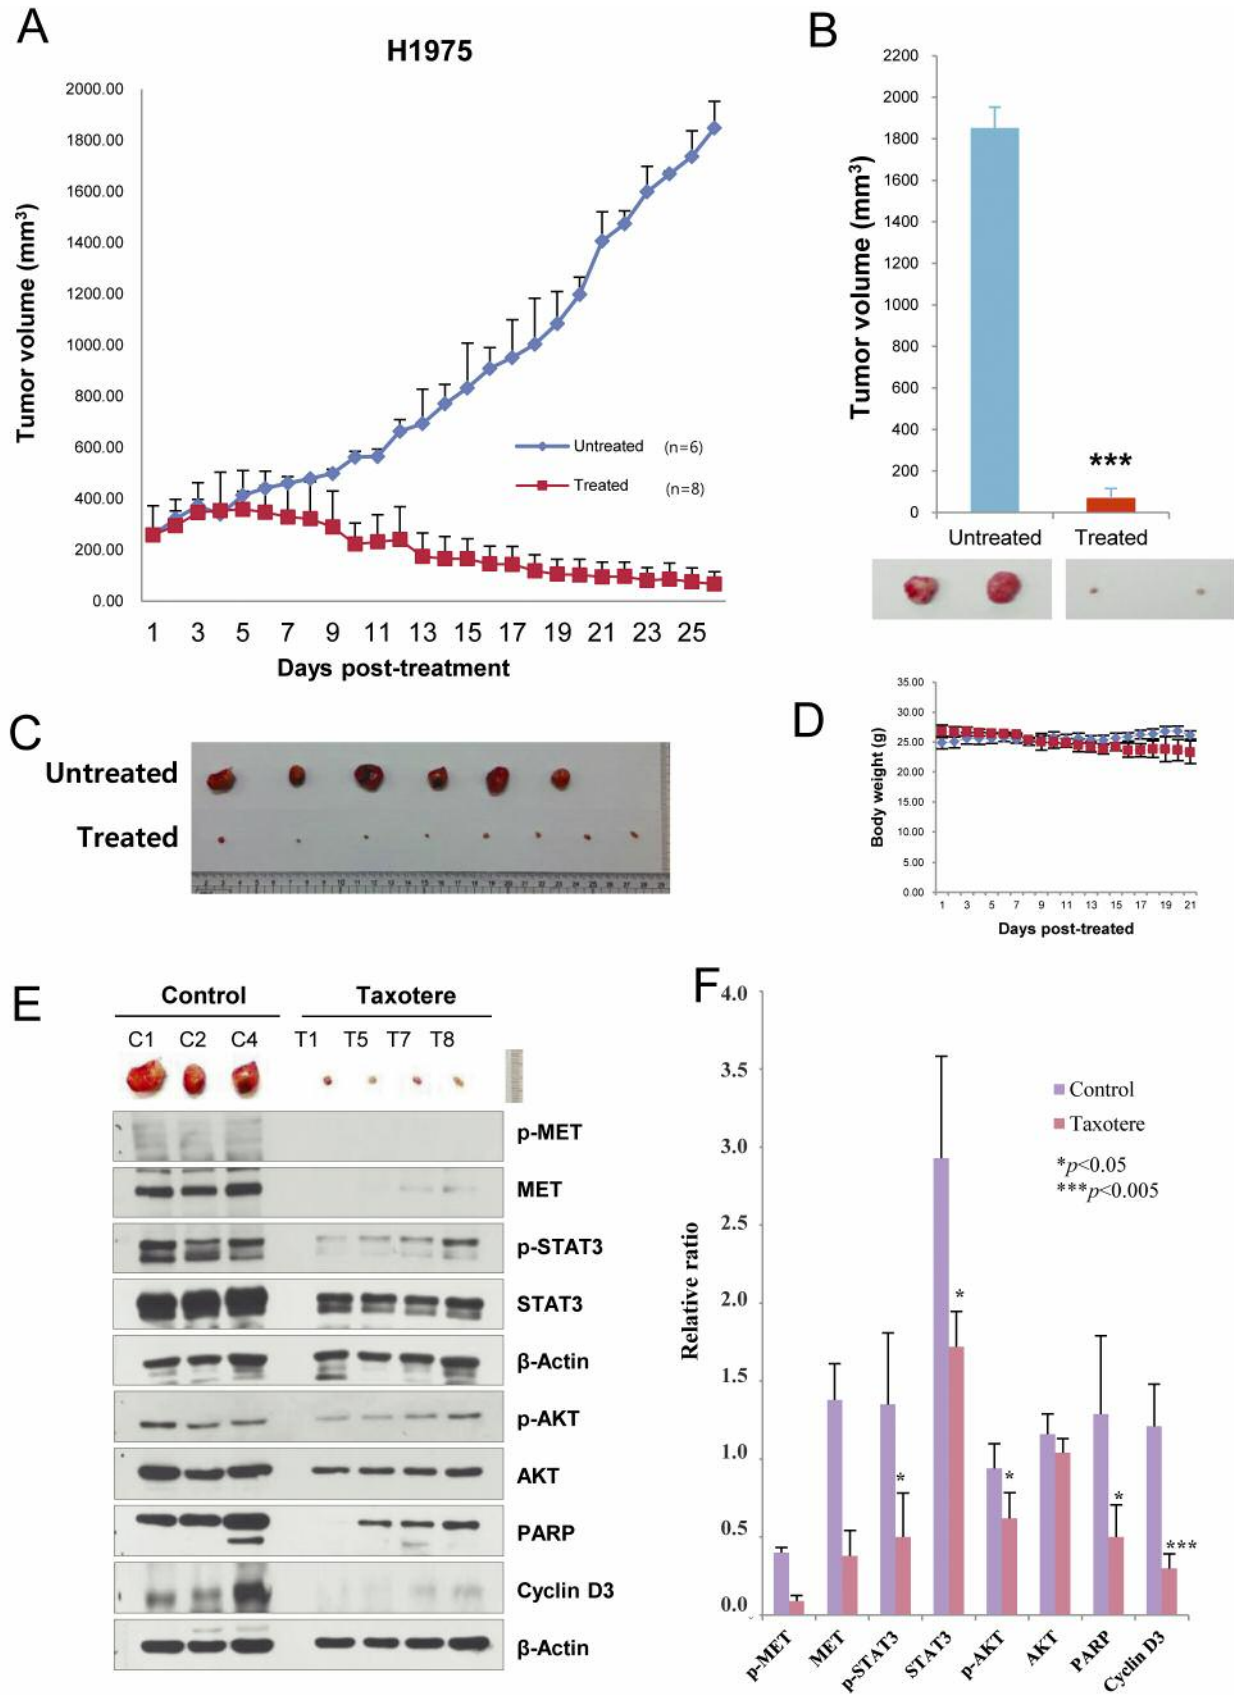 A
H1975
Tumor volume (mm³)
2000.00
1800.00
1600.00
1400.00
1200.00
1000.00
800.00
600.00
400.00
200.00
0.00
Untreated (n=6)
Treated (n=8)
1 3 5 7 9 11 13 15 17 19 21 23 25
Days post-treatment
B
Tumor volume (mm³)
2200
2000
1800
1600
1400
1200
1000
800
600
400
200
0
***
Untreated Treated
C
Untreated
Treated
D
Body weight (g)
35.00
30.00
25.00
20.00
15.00
10.00
5.00
0.00
1 3 5 7 9 11 13 15 17 19 21
Days post-treated
E
Control Taxotere
C1 C2 C4 T1 T5 T7 T8
p-MET
MET
p-STAT3
STAT3
β-Actin
p-AKT
AKT
PARP
Cyclin D3
β-Actin
F
Relative ratio
4.0
3.5
3.0
2.5
2.0
1.5
1.0
0.5
0.0
Control
Taxotere
*p<0.05
***p<0.005
*
*
*
*
***
p-MET
MET
p-STAT3
STAT3
p-AKT
AKT
PARP
Cyclin D3